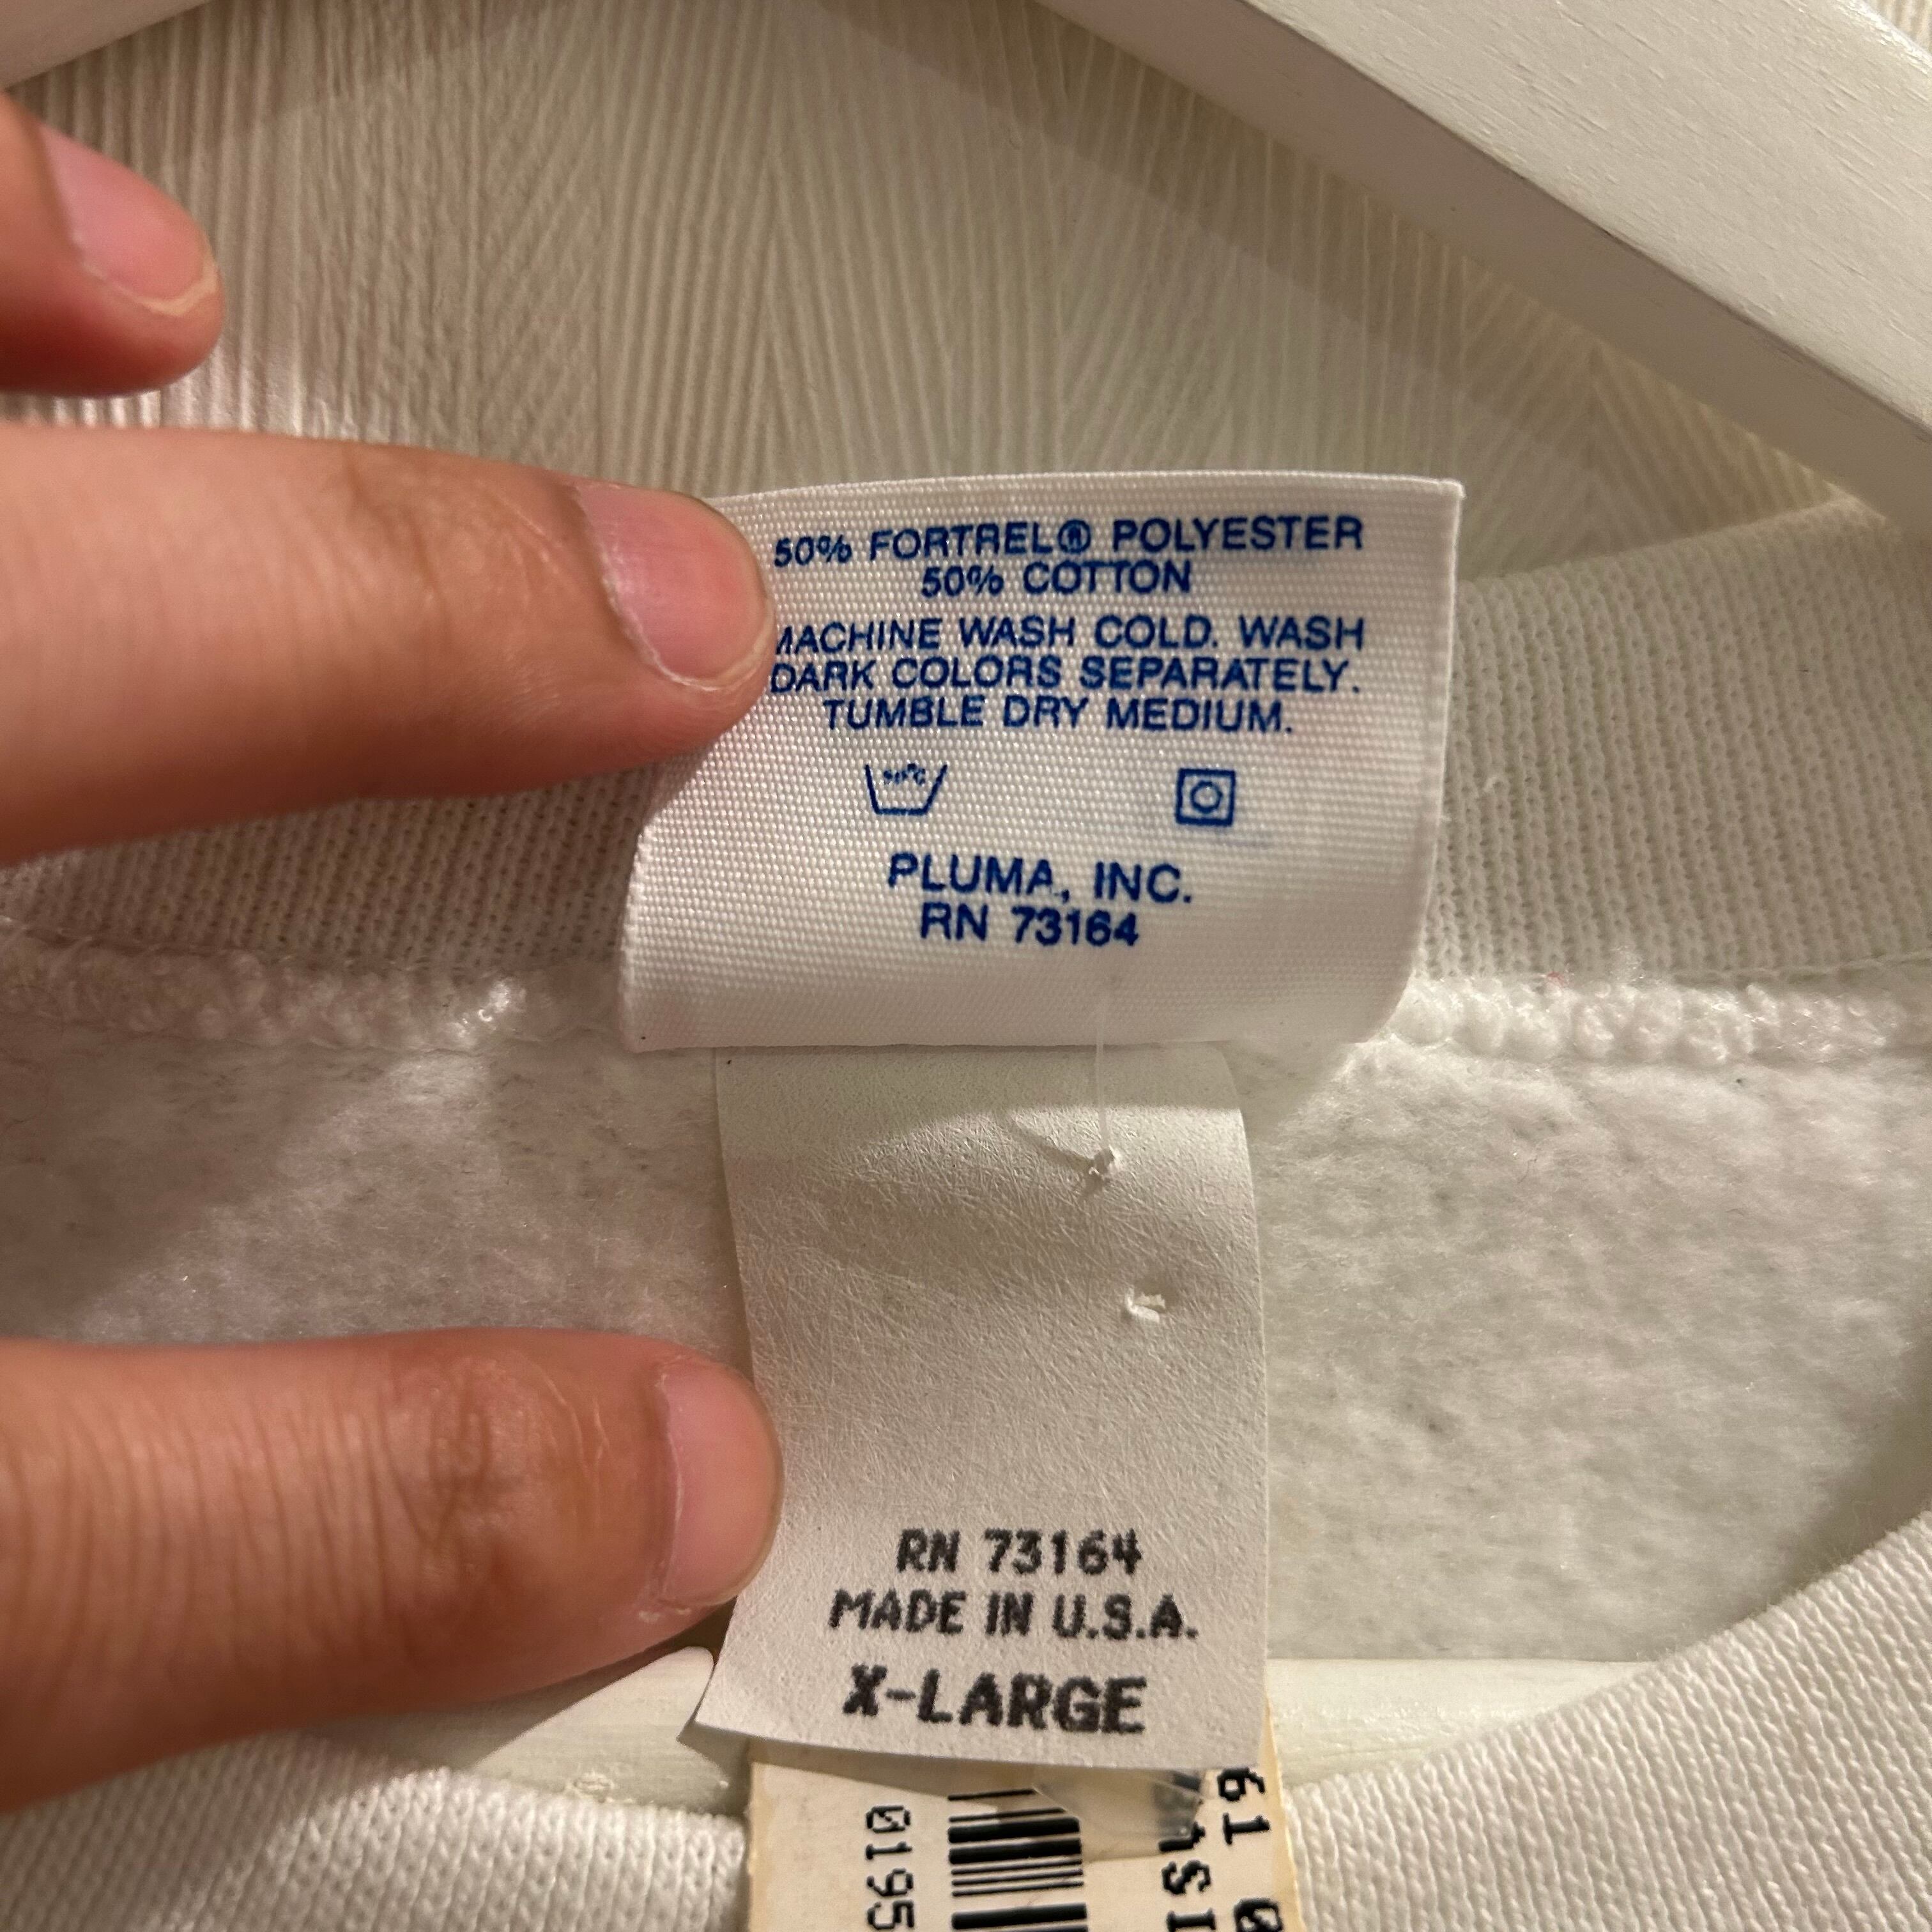 50% FORTREL® POLYESTER
50% COTTON
MACHINE WASH COLD. WASH
DARK COLORS SEPARATELY.
TUMBLE DRY MEDIUM.
PLUMA, INC.
RN 73164
RN 73164
MADE IN U.S.A.
X-LARGE
0195